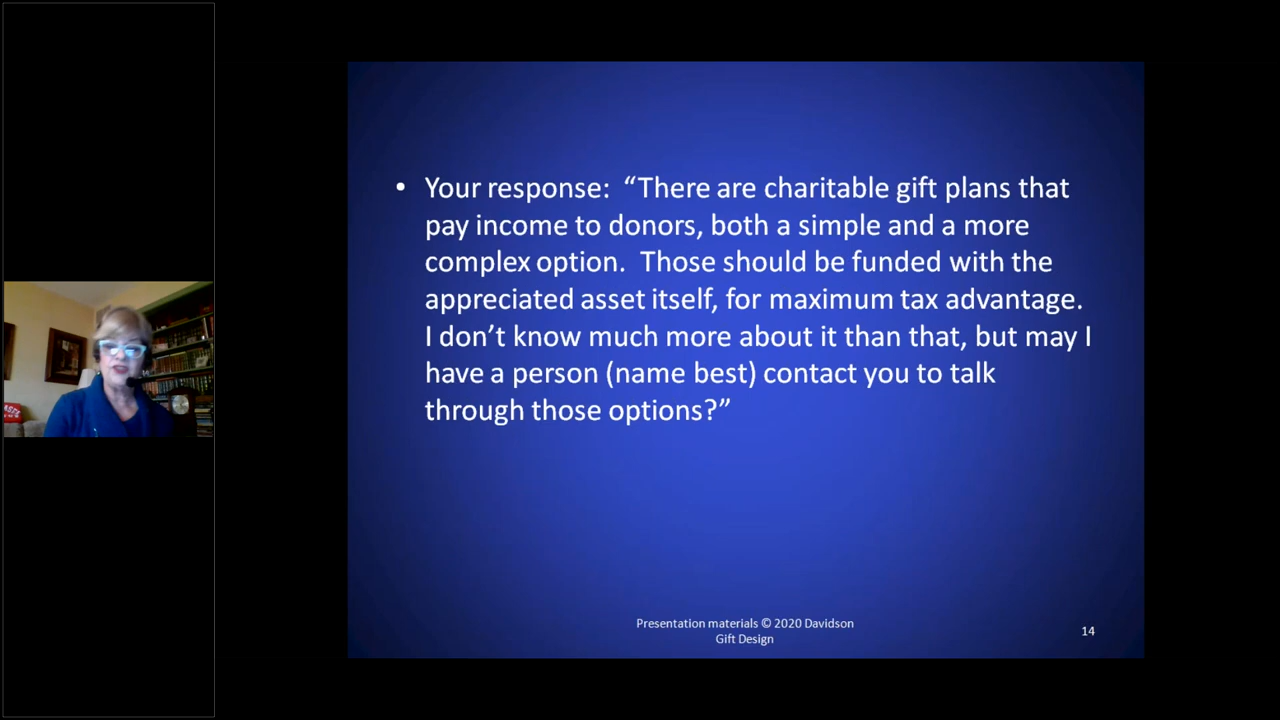 • Your response:  “There are charitable gift plans that
pay income to donors, both a simple and a more
complex option.  Those should be funded with the
appreciated asset itself, for maximum tax advantage.
I don’t know much more about it than that, but may I
have a person (name best) contact you to talk
through those options?”
Presentation materials © 2020 Davidson
Gift Design
14